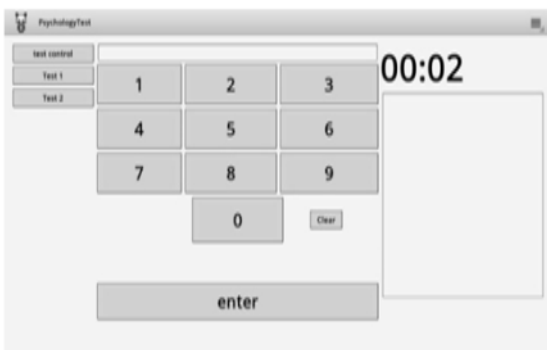 PsychologyTest
test control
Test 1
Test 2
1 2 3
4 5 6
7 8 9
0 Clear
enter
00:02